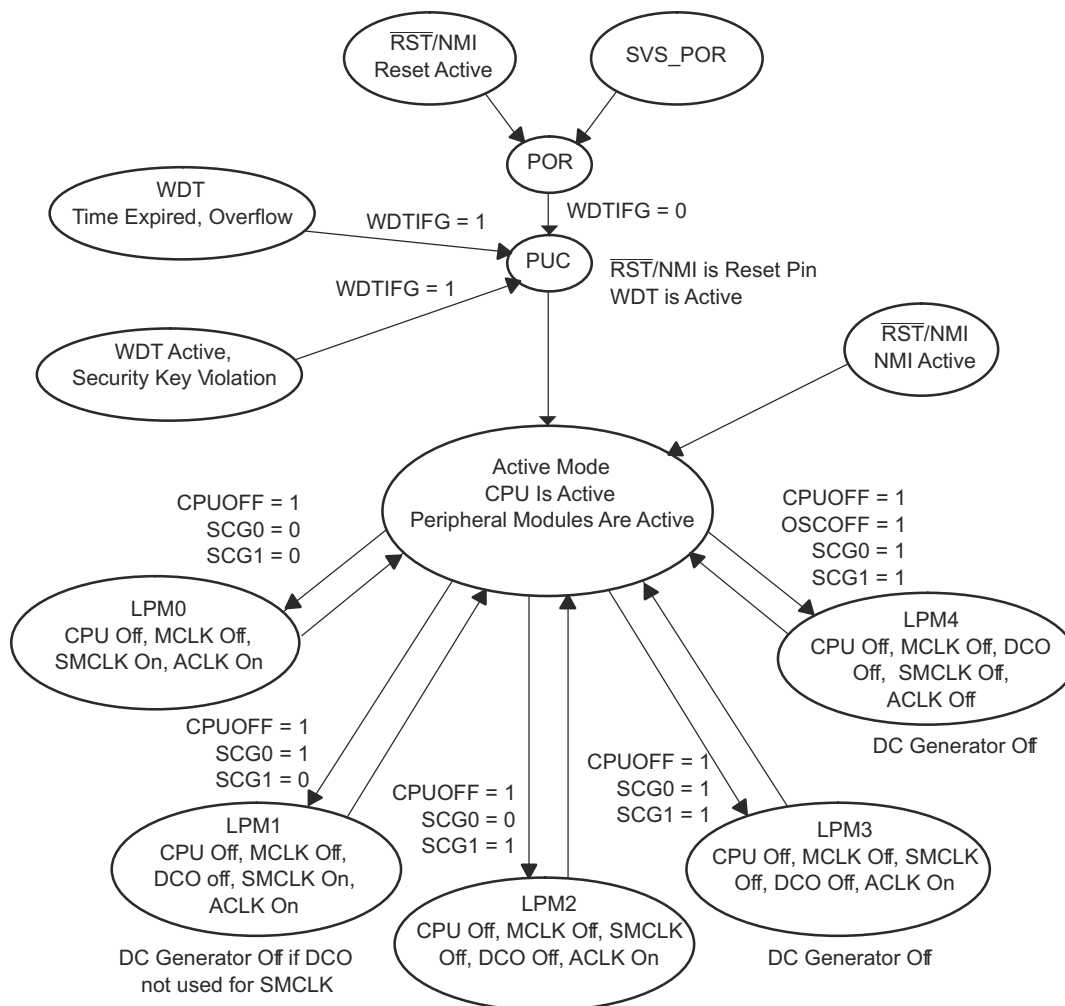 RST/NMI
Reset Active
SVS_POR
POR
WDTIFG = 0
WDT
Time Expired, Overflow
WDTIFG = 1
PUC
RST/NMI is Reset Pin
WDT is Active
WDTIFG = 1
WDT Active,
Security Key Violation
RST/NMI
NMI Active
Active Mode
CPU Is Active
Peripheral Modules Are Active
CPUOFF = 1
SCG0 = 0
SCG1 = 0
CPUOFF = 1
OSCOFF = 1
SCG0 = 1
SCG1 = 1
LPM0
CPU Off, MCLK Off,
SMCLK On, ACLK On
LPM4
CPU Off, MCLK Off, DCO
Off, SMCLK Off,
ACLK Off
DC Generator Off
CPUOFF = 1
SCG0 = 1
SCG1 = 0
CPUOFF = 1
SCG0 = 0
SCG1 = 1
CPUOFF = 1
SCG0 = 1
SCG1 = 1
LPM1
CPU Off, MCLK Off,
DCO off, SMCLK On,
ACLK On
DC Generator Off if DCO
not used for SMCLK
LPM2
CPU Off, MCLK Off, SMCLK
Off, DCO Off, ACLK On
LPM3
CPU Off, MCLK Off, SMCLK
Off, DCO Off, ACLK On
DC Generator Off